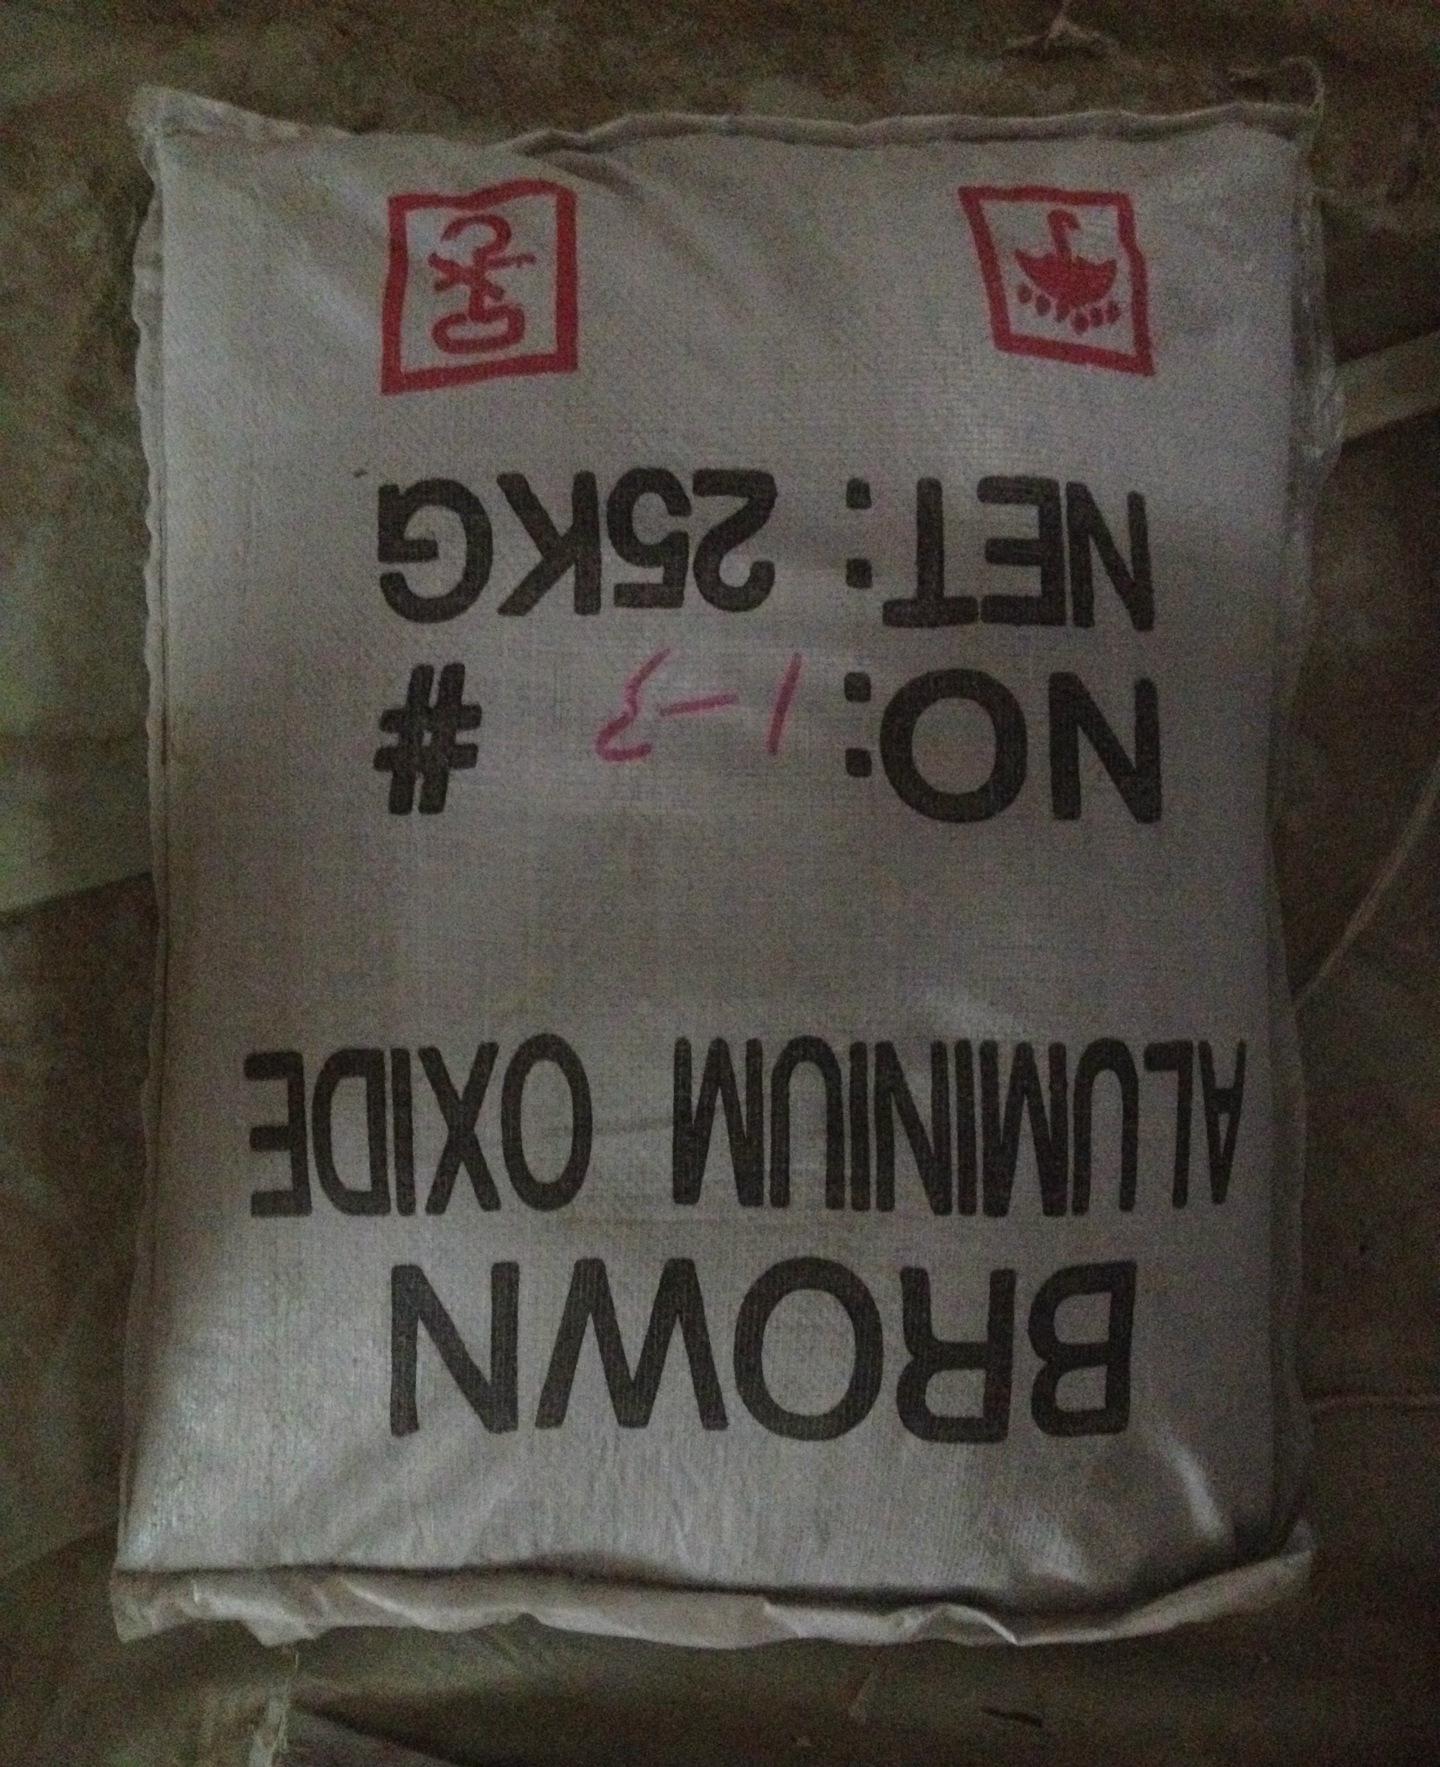 BROWN
ALUMINIUM OXIDE
NO: 1-3 #
NET: 25KG